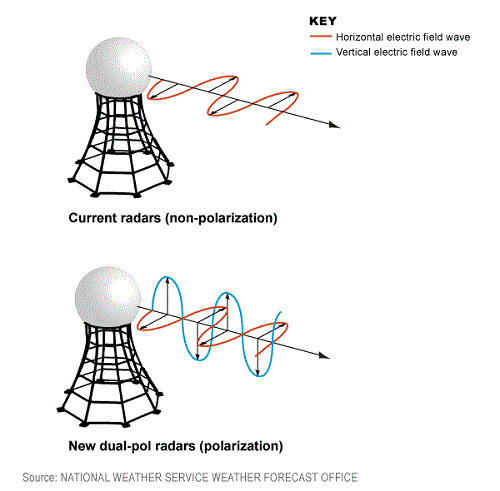 KEY
Horizontal electric field wave
Vertical electric field wave
Current radars (non-polarization)
New dual-pol radars (polarization)
Source: NATIONAL WEATHER SERVICE WEATHER FORECAST OFFICE